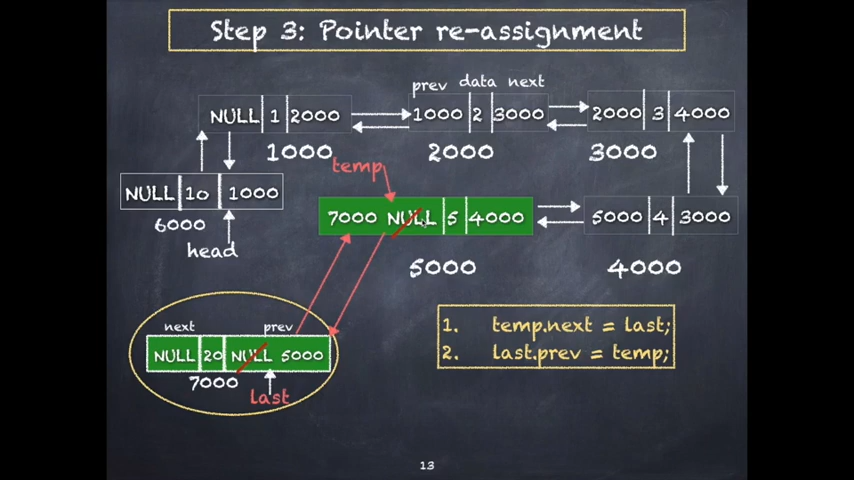 Step 3: Pointer re-assignment
prev data next
NULL 1 2000
1000 2 3000
2000 3 4000
1000
2000
3000
temp
NULL 10 1000
7000 NULL 5 4000
5000 4 3000
6000
head
5000
4000
next prev
1. temp.next = last;
NULL 20 NULL 5000
2. last.prev = temp;
7000
last
13